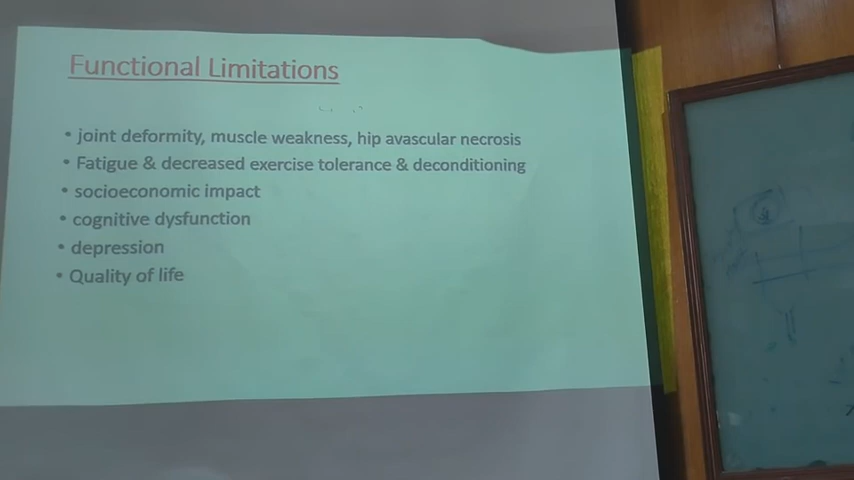 Functional Limitations
• joint deformity, muscle weakness, hip avascular necrosis
• Fatigue & decreased exercise tolerance & deconditioning
• socioeconomic impact
• cognitive dysfunction
• depression
• Quality of life